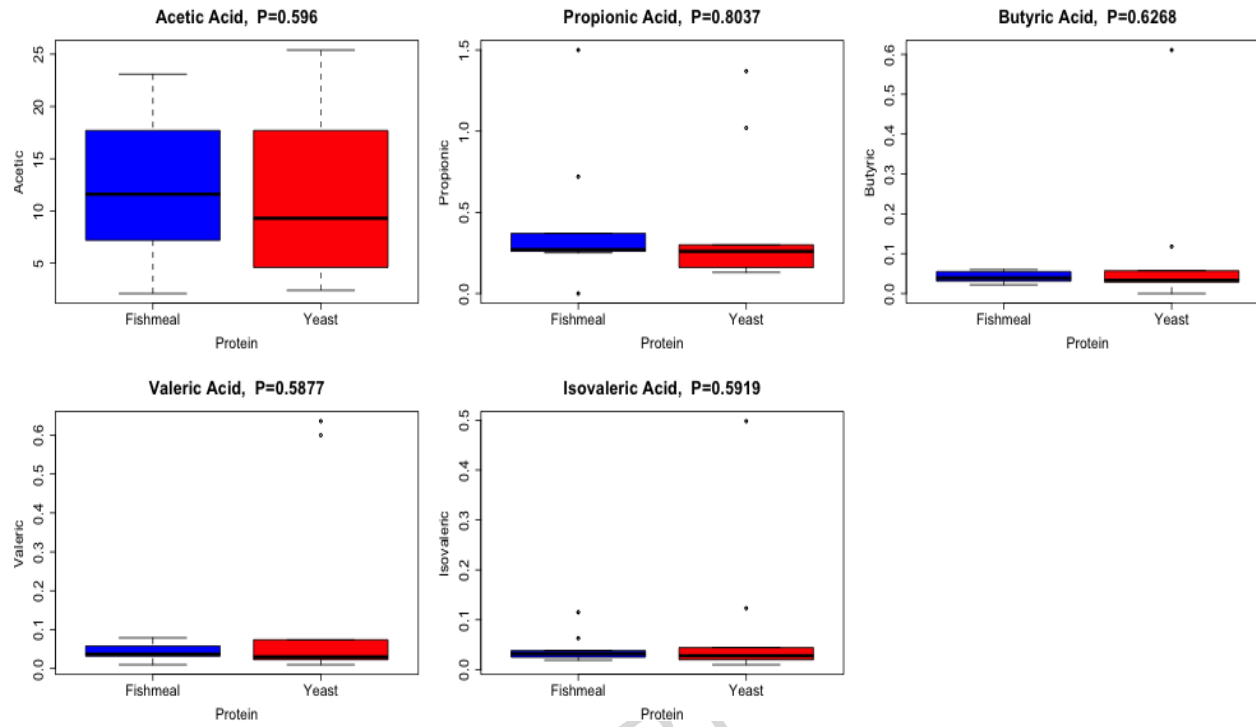 Acetic Acid,  P=0.596
Acetic
25
20
15
10
5
Fishmeal
Yeast
Protein
Propionic Acid,  P=0.8037
Propionic
1.5
1.0
0.5
0.0
Fishmeal
Yeast
Protein
Butyric Acid,  P=0.6268
Butyric
0.6
0.5
0.4
0.3
0.2
0.1
0.0
Fishmeal
Yeast
Protein
Valeric Acid,  P=0.5877
Valeric
0.6
0.5
0.4
0.3
0.2
0.1
0.0
Fishmeal
Yeast
Protein
Isovaleric Acid,  P=0.5919
Isovaleric
0.5
0.4
0.3
0.2
0.1
0.0
Fishmeal
Yeast
Protein